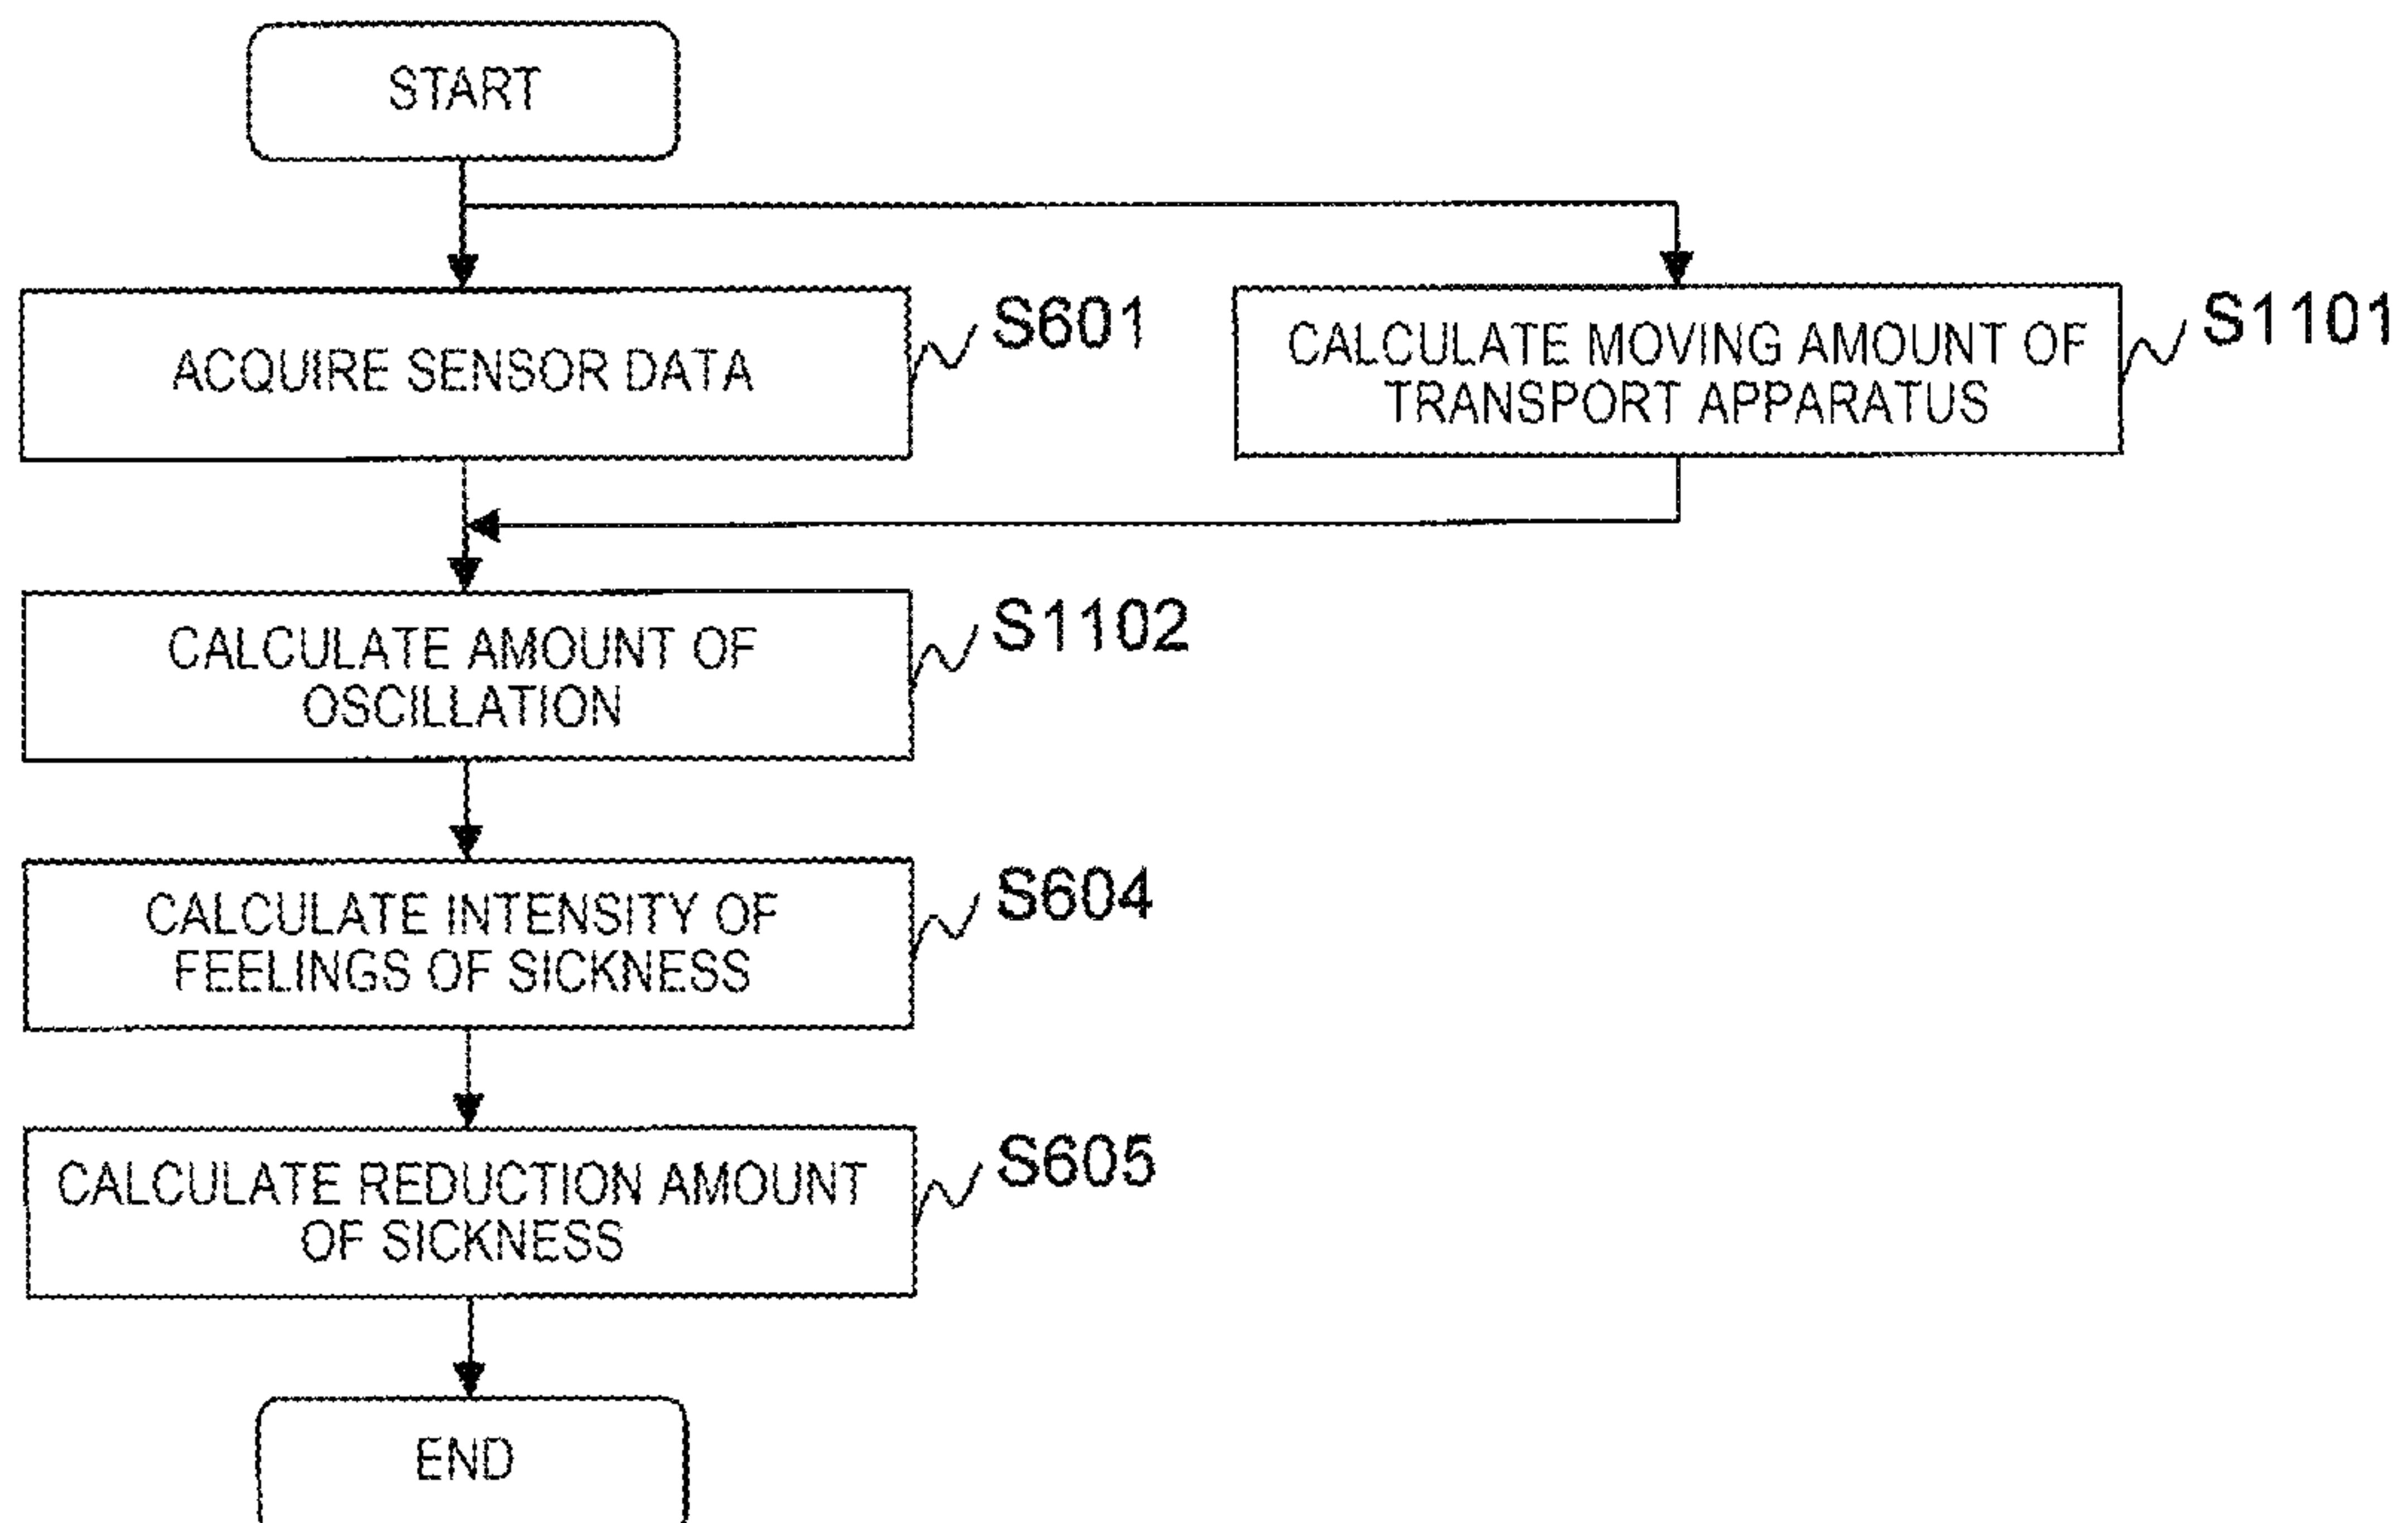 START
ACQUIRE SENSOR DATA
S601
CALCULATE MOVING AMOUNT OF
TRANSPORT APPARATUS
S1101
CALCULATE AMOUNT OF
OSCILLATION
S1102
CALCULATE INTENSITY OF
FEELINGS OF SICKNESS
S604
CALCULATE REDUCTION AMOUNT
OF SICKNESS
S605
END